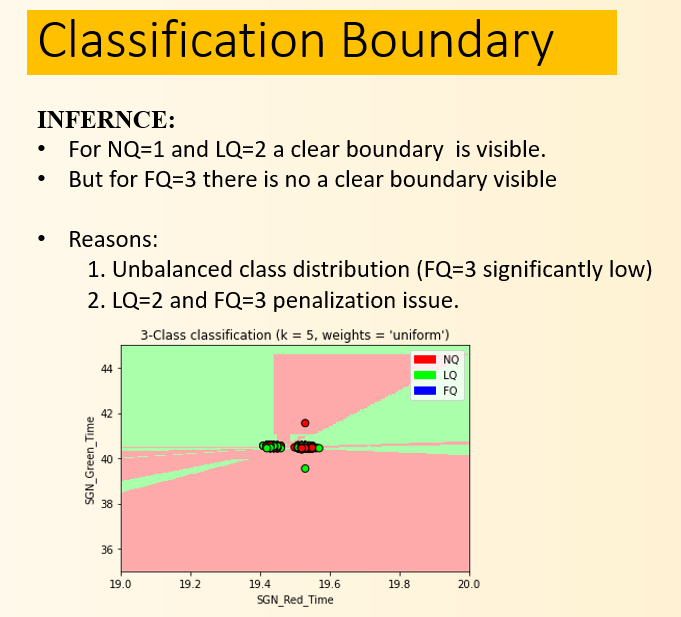 Classification Boundary
INFERNCE:
• For NQ=1 and LQ=2 a clear boundary is visible.
• But for FQ=3 there is no a clear boundary visible
• Reasons:
1. Unbalanced class distribution (FQ=3 significantly low)
2. LQ=2 and FQ=3 penalization issue.
3-Class classification (k = 5, weights = 'uniform')
NQ
LQ
FQ
44
42
40
38
36
SGN_Green_Time
19.0 19.2 19.4 19.6 19.8 20.0
SGN_Red_Time